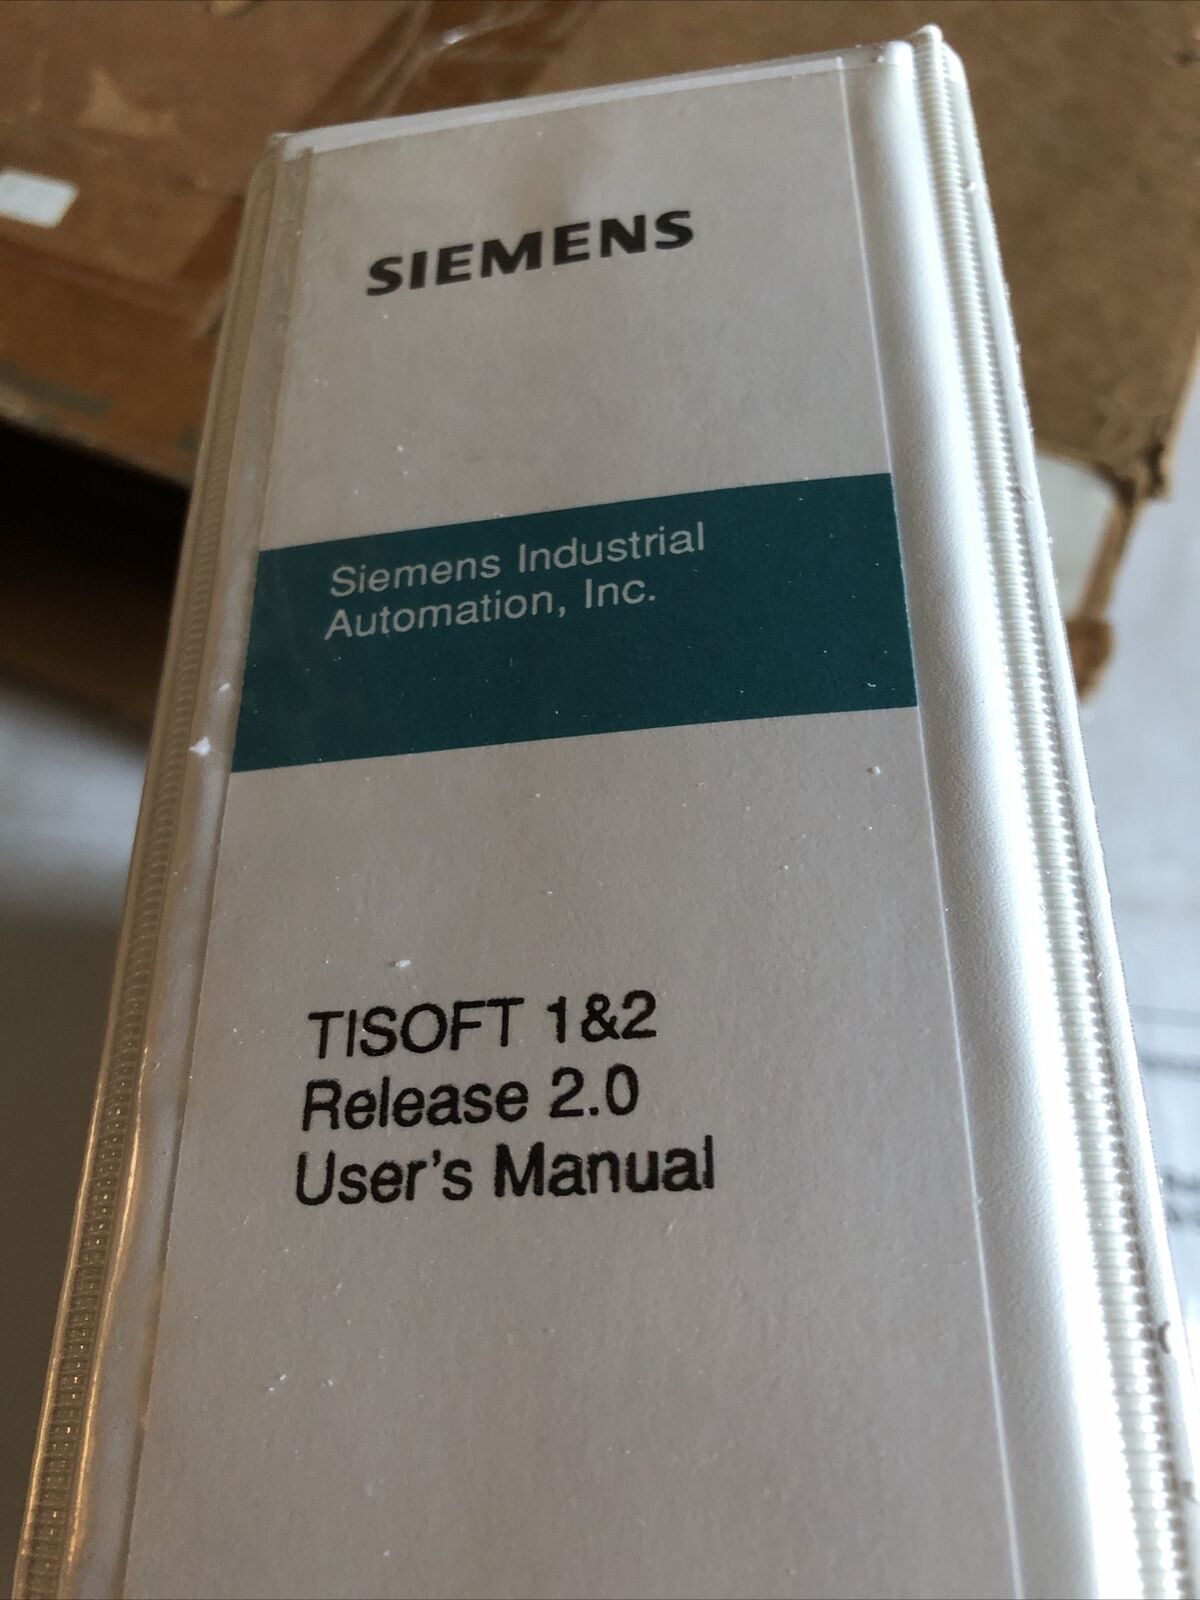 SIEMENS
Siemens Industrial
Automation, Inc.
TISOFT 1&2
Release 2.0
User's Manual